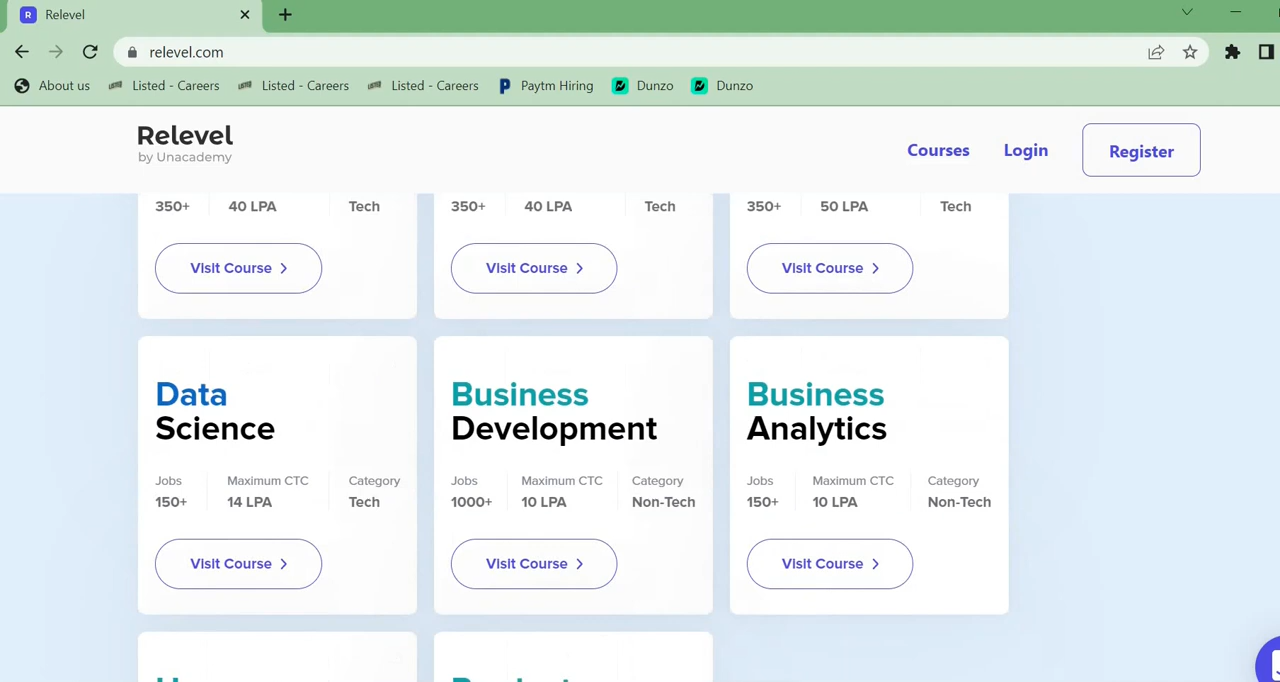 R Relevel
relevel.com
About us Listed - Careers Listed - Careers Listed - Careers Paytm Hiring Dunzo Dunzo
Relevel
by Unacademy
Courses Login Register
350+ 40 LPA Tech
Visit Course
350+ 40 LPA Tech
Visit Course
350+ 50 LPA Tech
Visit Course
Data
Science
Jobs Maximum CTC Category
150+ 14 LPA Tech
Visit Course
Business
Development
Jobs Maximum CTC Category
1000+ 10 LPA Non-Tech
Visit Course
Business
Analytics
Jobs Maximum CTC Category
150+ 10 LPA Non-Tech
Visit Course